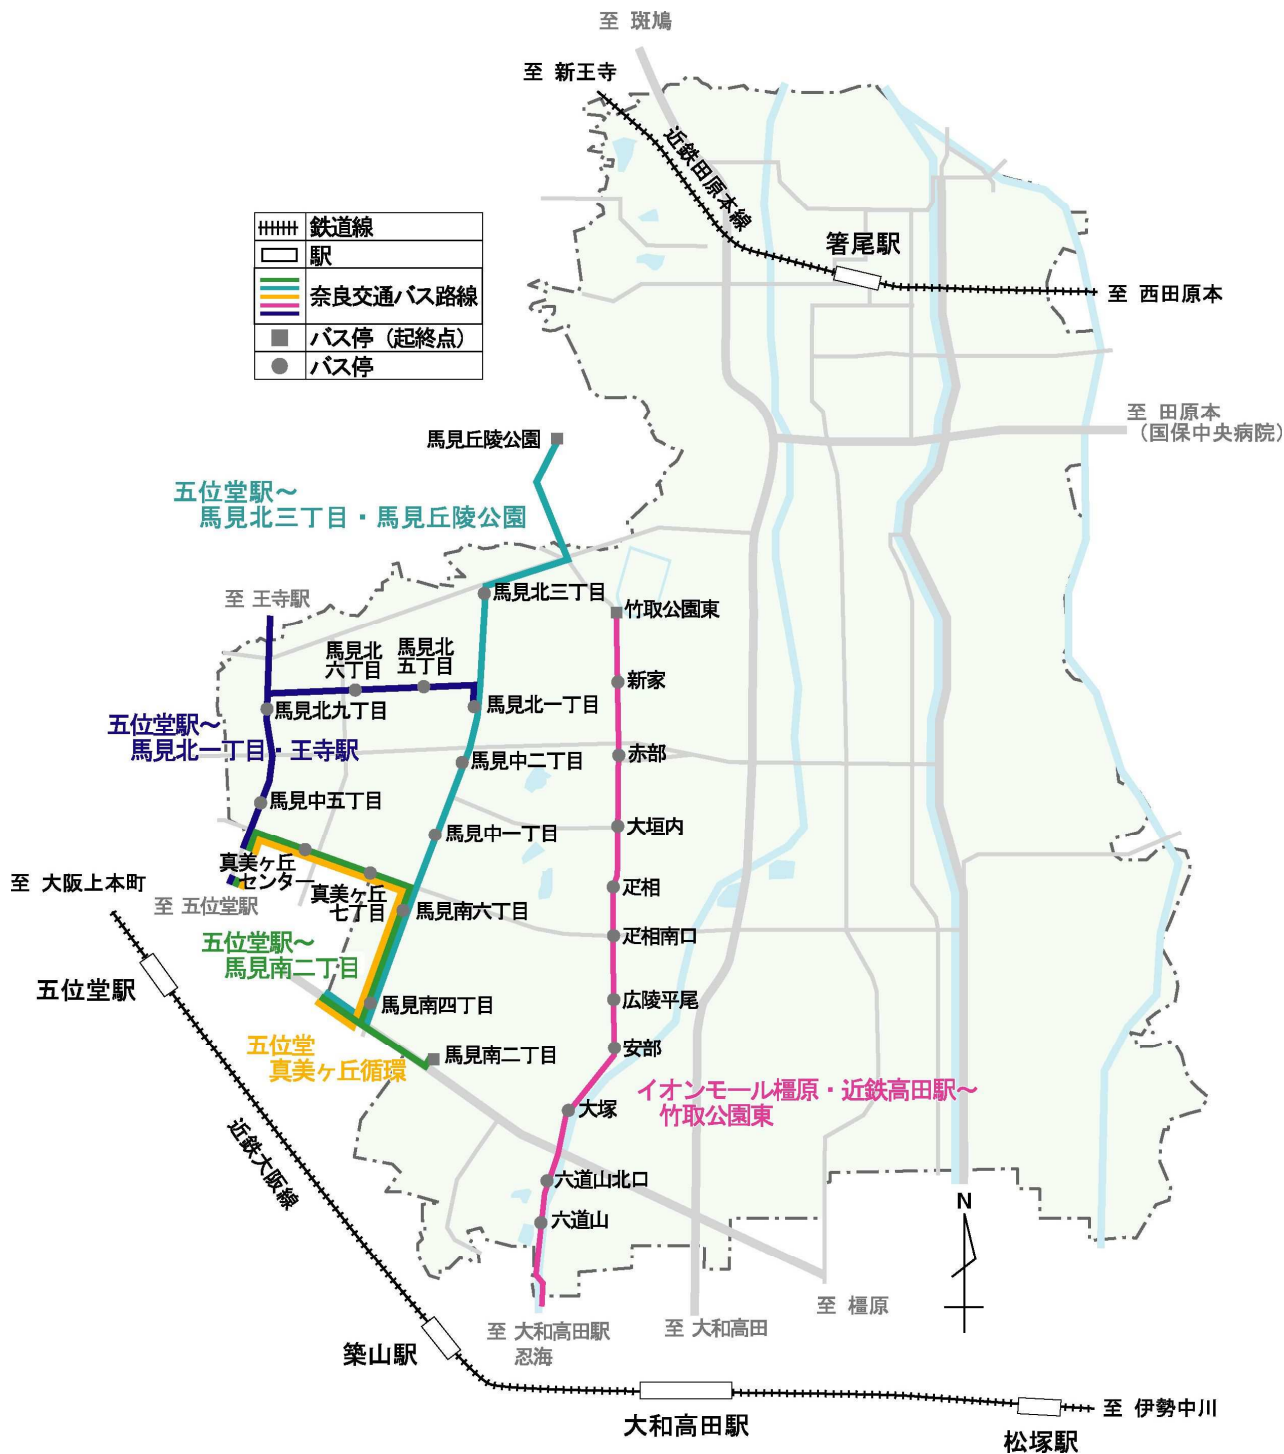 至 斑鳩
至 新王寺
近鉄田原本線
箸尾駅
至 西田原本
鉄道線
駅
奈良交通バス路線
バス停（起終点）
バス停
至 田原本
（国保中央病院）
馬見丘陵公園
五位堂駅～
馬見北三丁目・馬見丘陵公園
至 王寺駅
馬見北三丁目
竹取公園東
馬見北
六丁目
馬見北
五丁目
新家
馬見北九丁目
馬見北一丁目
五位堂駅～
馬見北一丁目・王寺駅
赤部
馬見中二丁目
馬見中五丁目
馬見中一丁目
大垣内
真美ヶ丘
センター
真美ヶ丘
七丁目
至 大阪上本町
至 五位堂駅
疋相
馬見南六丁目
五位堂駅～
馬見南二丁目
疋相南口
五位堂駅
馬見南四丁目
広陵平尾
五位堂
真美ヶ丘循環
馬見南二丁目
安部
イオンモール橿原・近鉄高田駅～
竹取公園東
大塚
近鉄大阪線
六道山北口
六道山
N
至 橿原
至 大和高田駅
忍海
至 大和高田
築山駅
大和高田駅
至 伊勢中川
松塚駅